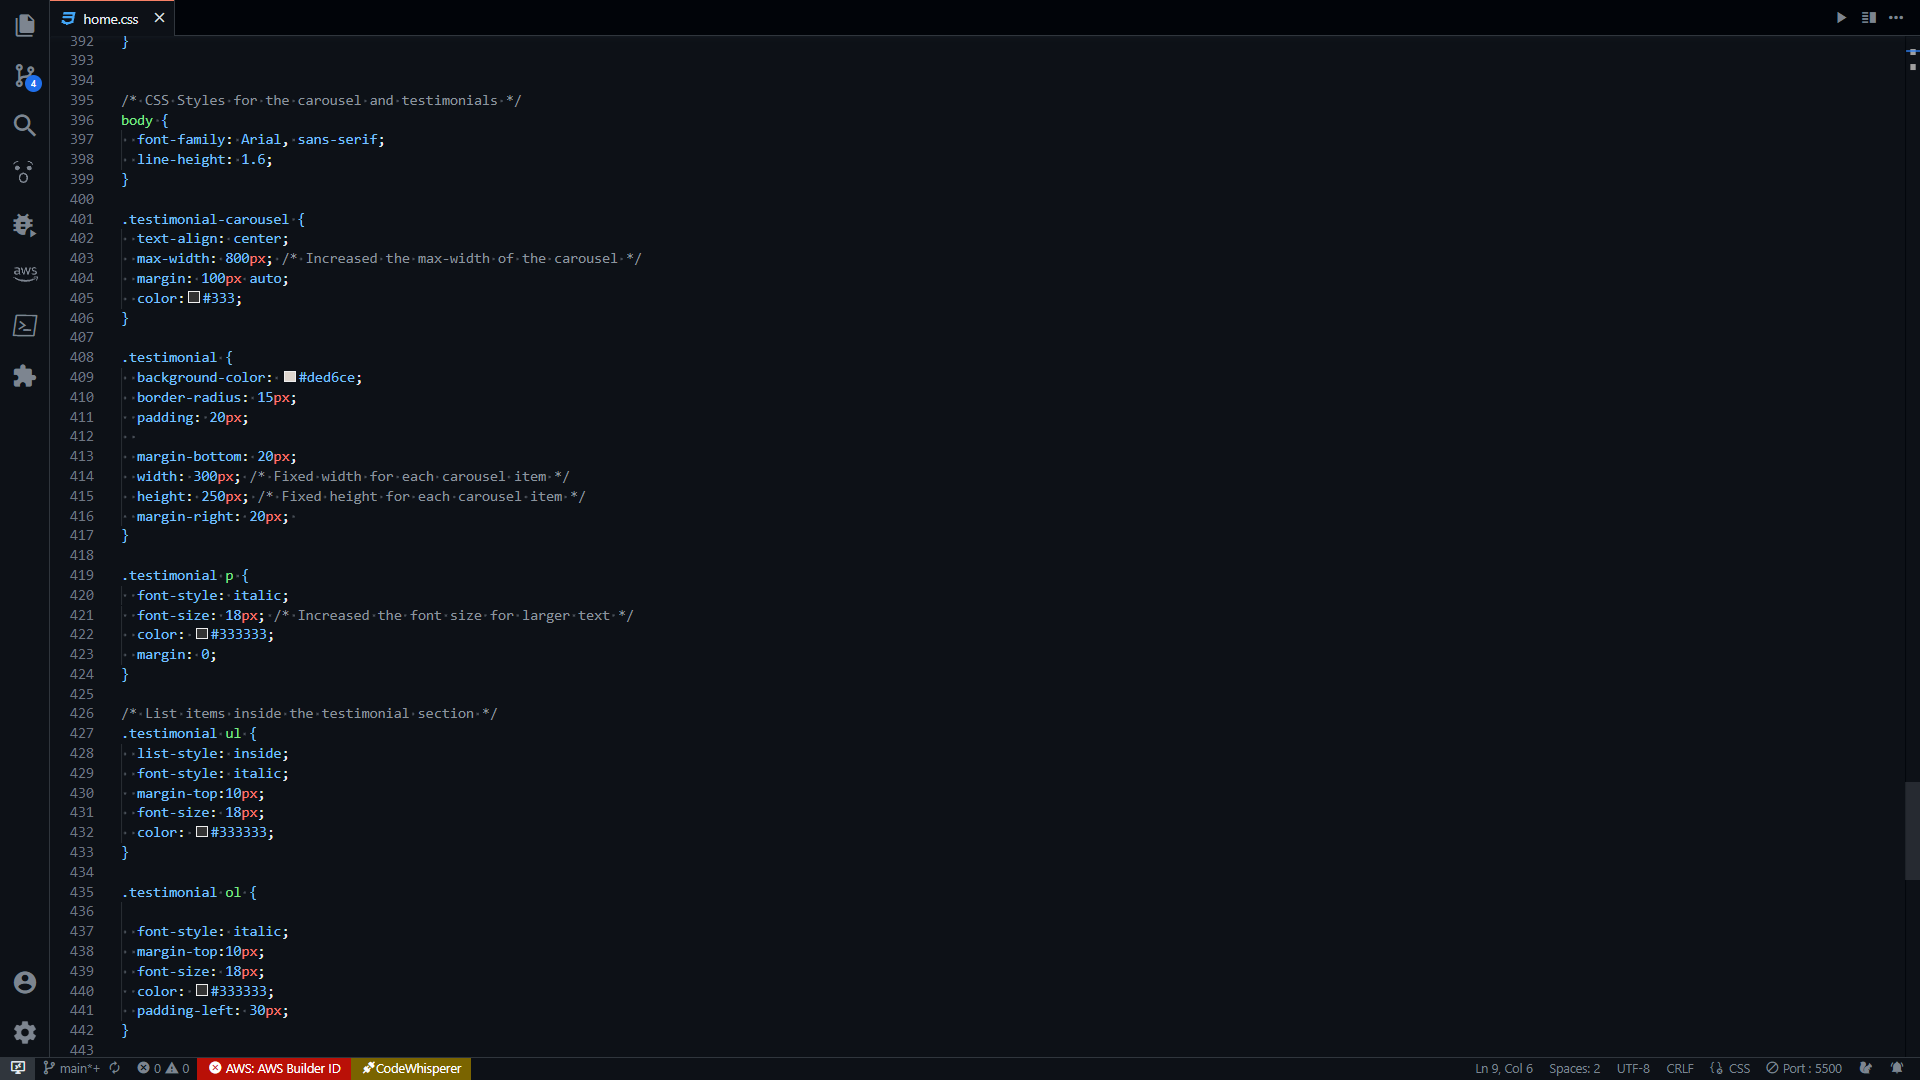 home.css
392 }
393
394
395 /* CSS Styles for the carousel and testimonials */
396 body {
397 font-family: Arial, sans-serif;
398 line-height: 1.6;
399 }
400
401 .testimonial-carousel {
402 text-align: center;
403 max-width: 800px; /* Increased the max-width of the carousel */
404 margin: 100px auto;
405 color: #333;
406 }
407
408 .testimonial {
409 background-color: #ded6ce;
410 border-radius: 15px;
411 padding: 20px;
412
413 margin-bottom: 20px;
414 width: 300px; /* Fixed width for each carousel item */
415 height: 250px; /* Fixed height for each carousel item */
416 margin-right: 20px;
417 }
418
419 .testimonial p {
420 font-style: italic;
421 font-size: 18px; /* Increased the font size for larger text */
422 color: #333333;
423 margin: 0;
424 }
425
426 /* List items inside the testimonial section */
427 .testimonial ul {
428 list-style: inside;
429 font-style: italic;
430 margin-top:10px;
431 font-size: 18px;
432 color: #333333;
433 }
434
435 .testimonial ol {
436
437 font-style: italic;
438 margin-top:10px;
439 font-size: 18px;
440 color: #333333;
441 padding-left: 30px;
442 }
443
4
aws
main*+ 0 0 AWS: AWS Builder ID CodeWhisperer Ln 9, Col 6 Spaces: 2 UTF-8 CRLF CSS Port : 5500